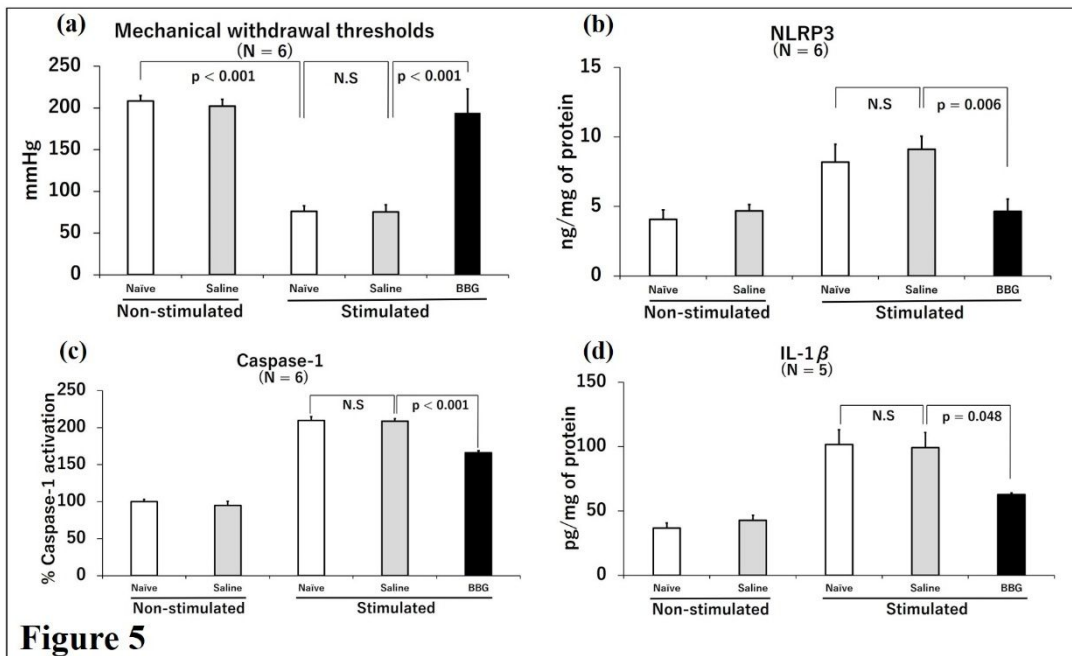 (a)
Mechanical withdrawal thresholds
(N = 6)
250
200
150
100
50
0
mmHg
p < 0.001
N.S
p < 0.001
Naïve Saline Naïve Saline BBG
Non-stimulated Stimulated
(b)
NLRP3
(N = 6)
15
10
5
0
ng/mg of protein
N.S
p = 0.006
Naïve Saline Naïve Saline BBG
Non-stimulated Stimulated
(c)
Caspase-1
(N = 6)
250
200
150
100
50
0
% Caspase-1 activation
N.S
p < 0.001
Naïve Saline Naïve Saline BBG
Non-stimulated Stimulated
(d)
IL-1β
(N = 5)
150
100
50
0
pg/mg of protein
N.S
p = 0.048
Naïve Saline Naïve Saline BBG
Non-stimulated Stimulated
Figure 5